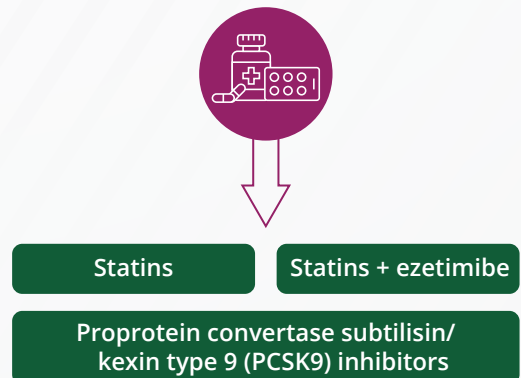 Statins
Statins + ezetimibe
Proprotein convertase subtilisin/
kexin type 9 (PCSK9) inhibitors